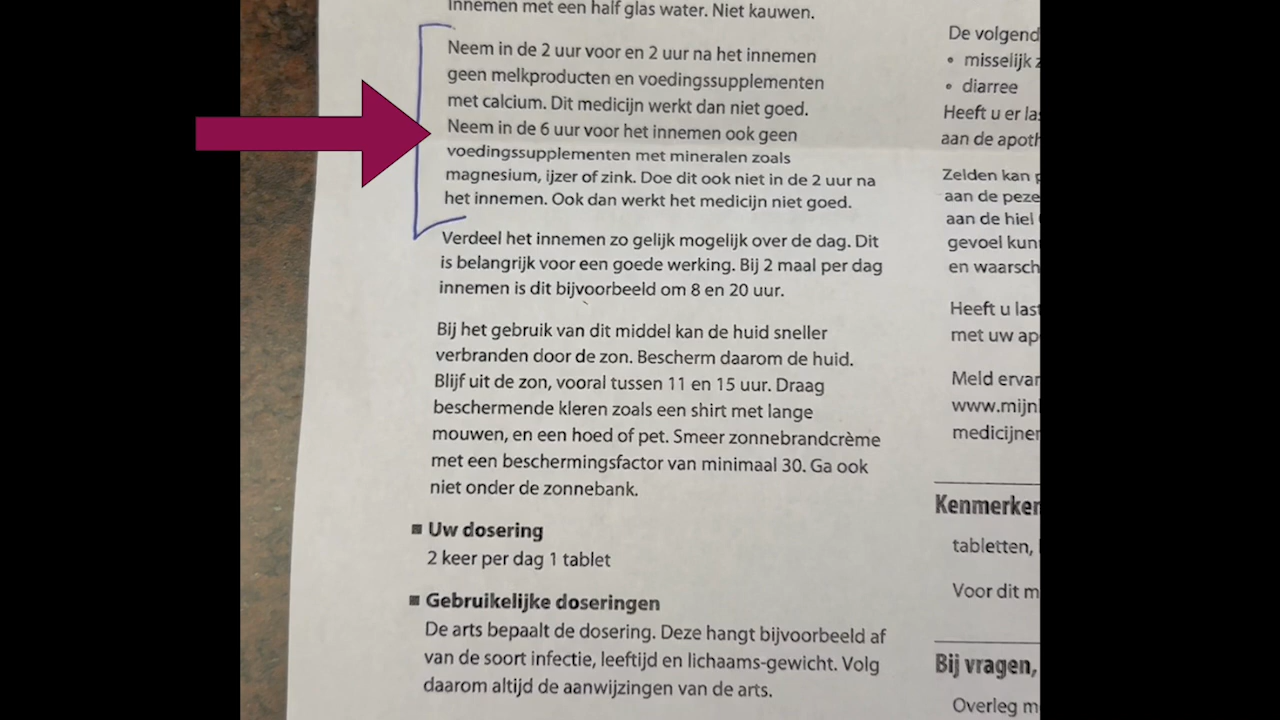 Innemen met een half glas water. Niet kauwen.
Neem in de 2 uur voor en 2 uur na het innemen
geen melkproducten en voedingssupplementen
met calcium. Dit medicijn werkt dan niet goed.
Neem in de 6 uur voor het innemen ook geen
voedingssupplementen met mineralen zoals
magnesium, ijzer of zink. Doe dit ook niet in de 2 uur na
het innemen. Ook dan werkt het medicijn niet goed.
Verdeel het innemen zo gelijk mogelijk over de dag. Dit
is belangrijk voor een goede werking. Bij 2 maal per dag
innemen is dit bijvoorbeeld om 8 en 20 uur.
Bij het gebruik van dit middel kan de huid sneller
verbranden door de zon. Bescherm daarom de huid.
Blijf uit de zon, vooral tussen 11 en 15 uur. Draag
beschermende kleren zoals een shirt met lange
mouwen, en een hoed of pet. Smeer zonnebrandcrème
met een beschermingsfactor van minimaal 30. Ga ook
niet onder de zonnebank.
Uw dosering
2 keer per dag 1 tablet
Gebruikelijke doseringen
De arts bepaalt de dosering. Deze hangt bijvoorbeeld af
van de soort infectie, leeftijd en lichaams-gewicht. Volg
daarom altijd de aanwijzingen van de arts.
De volgend
• misselijk z
• diarree
Heeft u er las
aan de apoth
Zelden kan p
aan de peze
aan de hiel
gevoel kun
en waarsch
Heeft u last
met uw ap
Meld ervar
www.mijn
medicijner
Kenmerker
tabletten,
Voor dit m
Bij vragen,
Overleg m